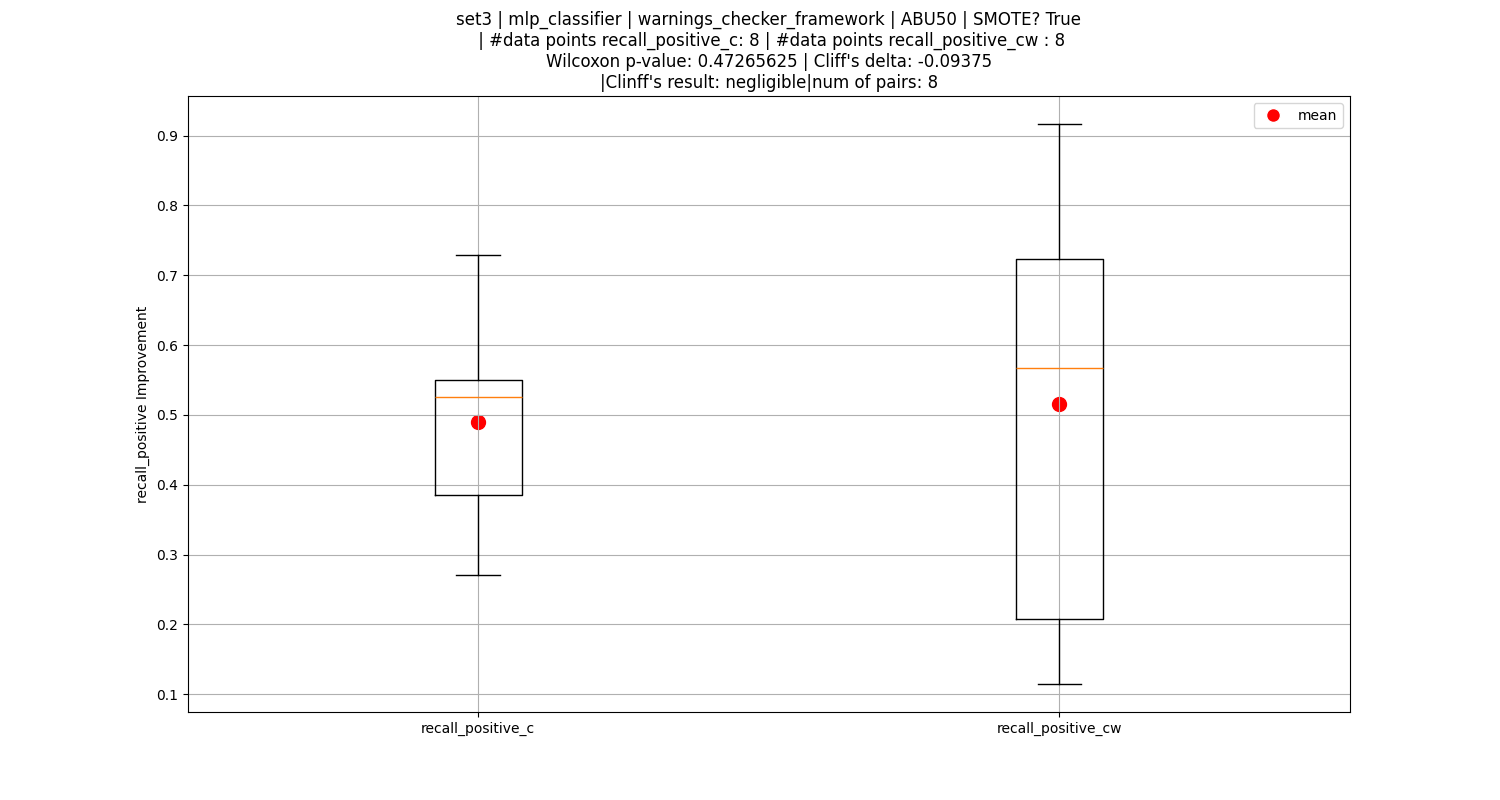 set3 | mlp_classifier | warnings_checker_framework | ABU50 | SMOTE? True
| #data points recall_positive_c: 8 | #data points recall_positive_cw : 8
Wilcoxon p-value: 0.47265625 | Cliff's delta: -0.09375
|Clinff's result: negligible|num of pairs: 8
mean
0.9
0.8
0.7
0.6
0.5
0.4
0.3
0.2
0.1
recall_positive Improvement
recall_positive_c
recall_positive_cw